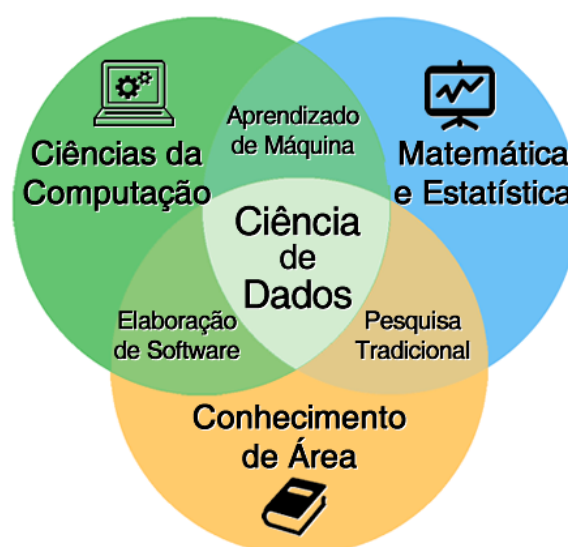 Aprendizado
de Máquina
Ciências da
Computação
Matemática
e Estatística
Ciência
de
Dados
Elaboração
de Software
Pesquisa
Tradicional
Conhecimento
de Área